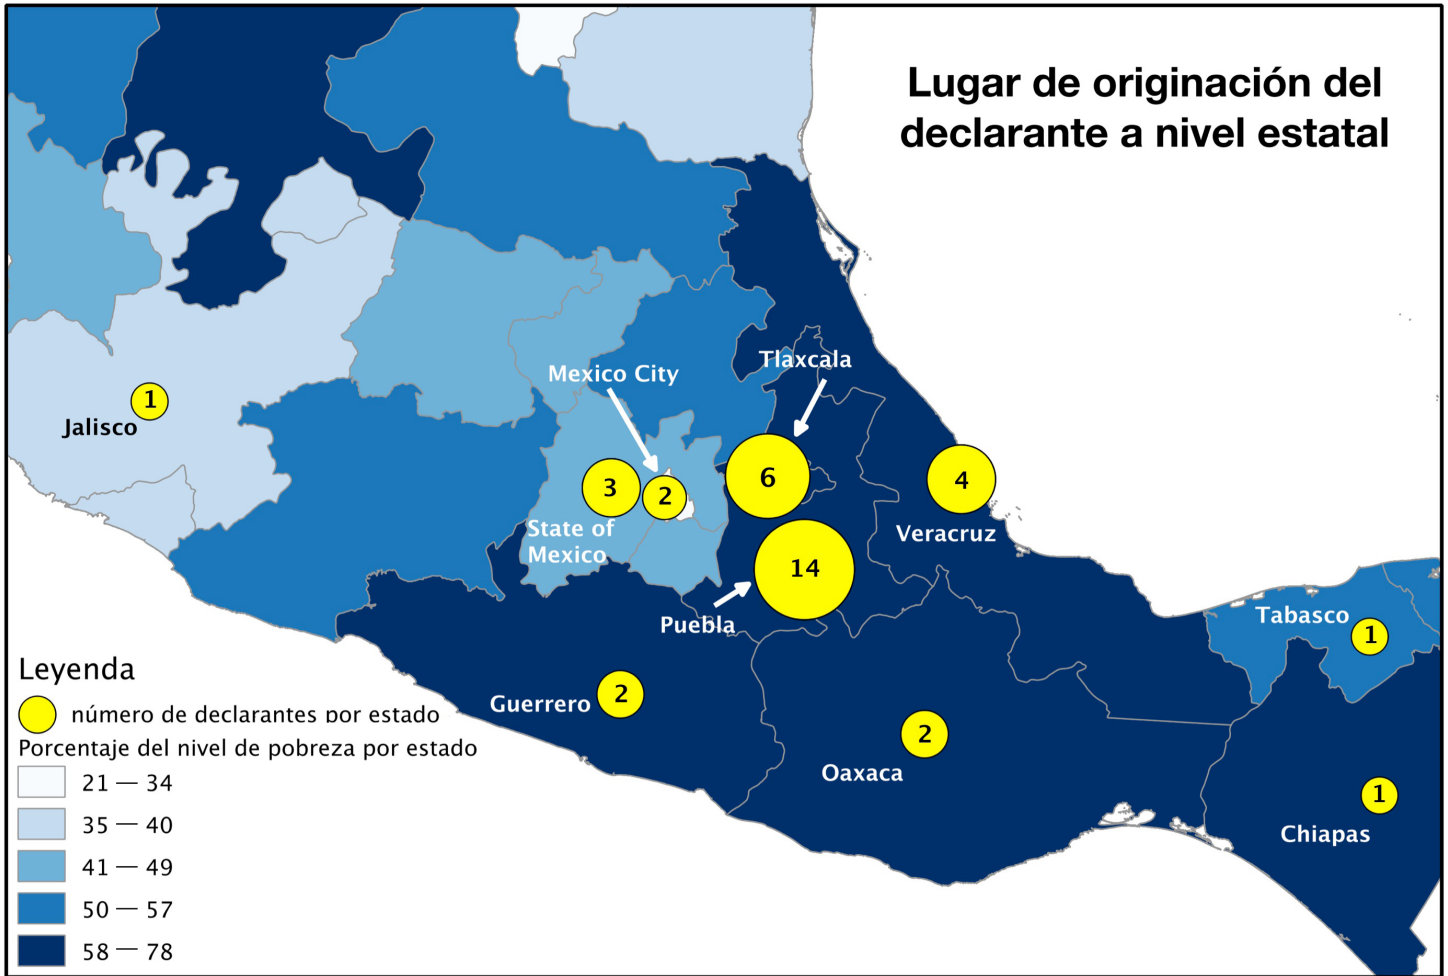 Lugar de originación del
declarante a nivel estatal
Tlaxcala
Mexico City
1
Jalisco
6
4
3
2
State of
Mexico
Veracruz
14
Puebla
Tabasco
1
Guerrero
2
2
Oaxaca
1
Chiapas
Leyenda
número de declarantes por estado
Porcentaje del nivel de pobreza por estado
21 — 34
35 — 40
41 — 49
50 — 57
58 — 78